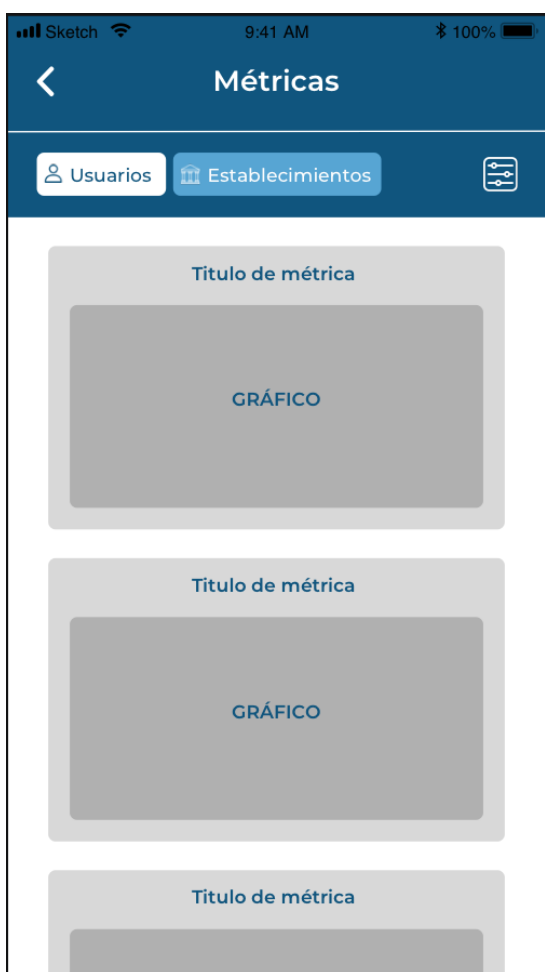 Sketch 9:41 AM 100%
Métricas
Usuarios Establecimientos
Titulo de métrica
GRÁFICO
Titulo de métrica
GRÁFICO
Titulo de métrica